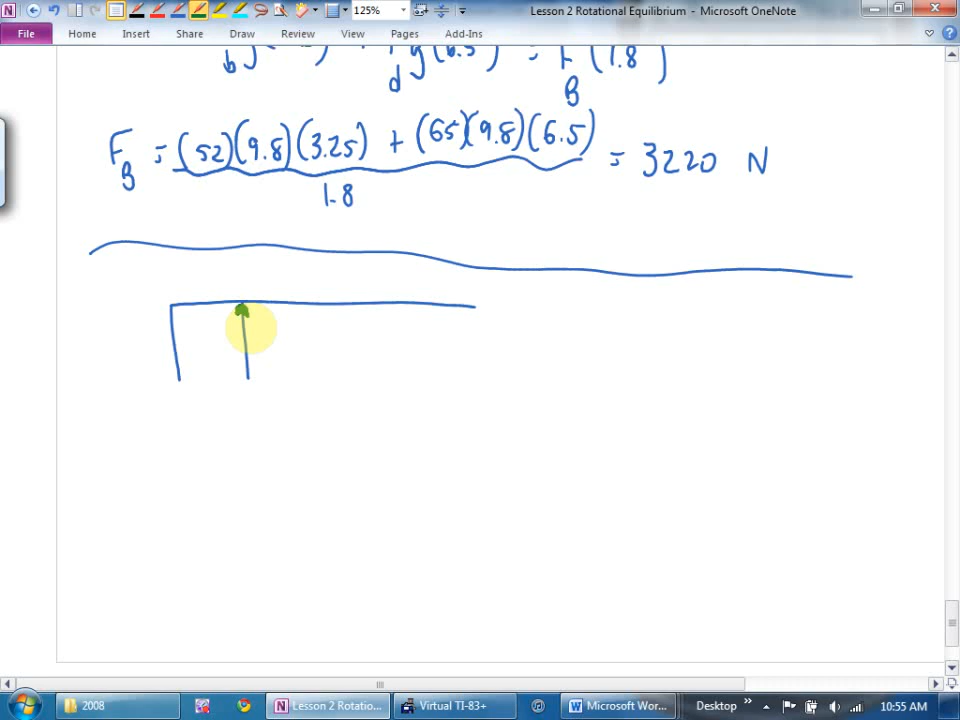 125%
Lesson 2 Rotational Equilibrium - Microsoft OneNote
File Home Insert Share Draw Review View Pages Add-Ins
F_B = (52)(9.8)(3.25) + (65)(9.8)(6.5) = 3220 N
1.8
2008
Lesson 2 Rotatio...
Virtual TI-83+
Microsoft Wor...
Desktop
10:55 AM